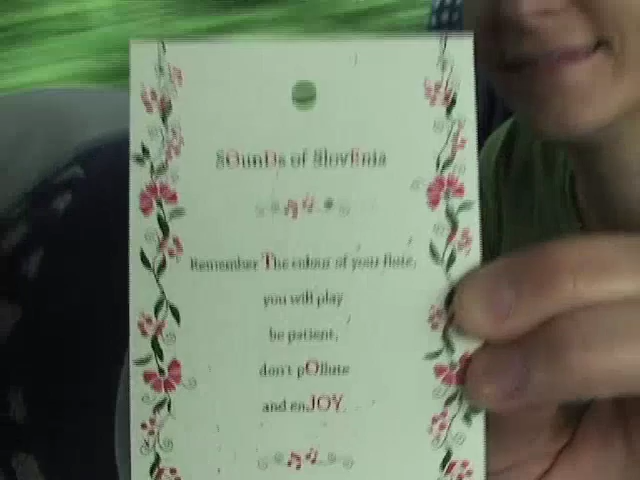 SOunDs of SlovEnia
Remember The colour of your flute,
you will play
be patient,
don't pOllute
and enJOY.